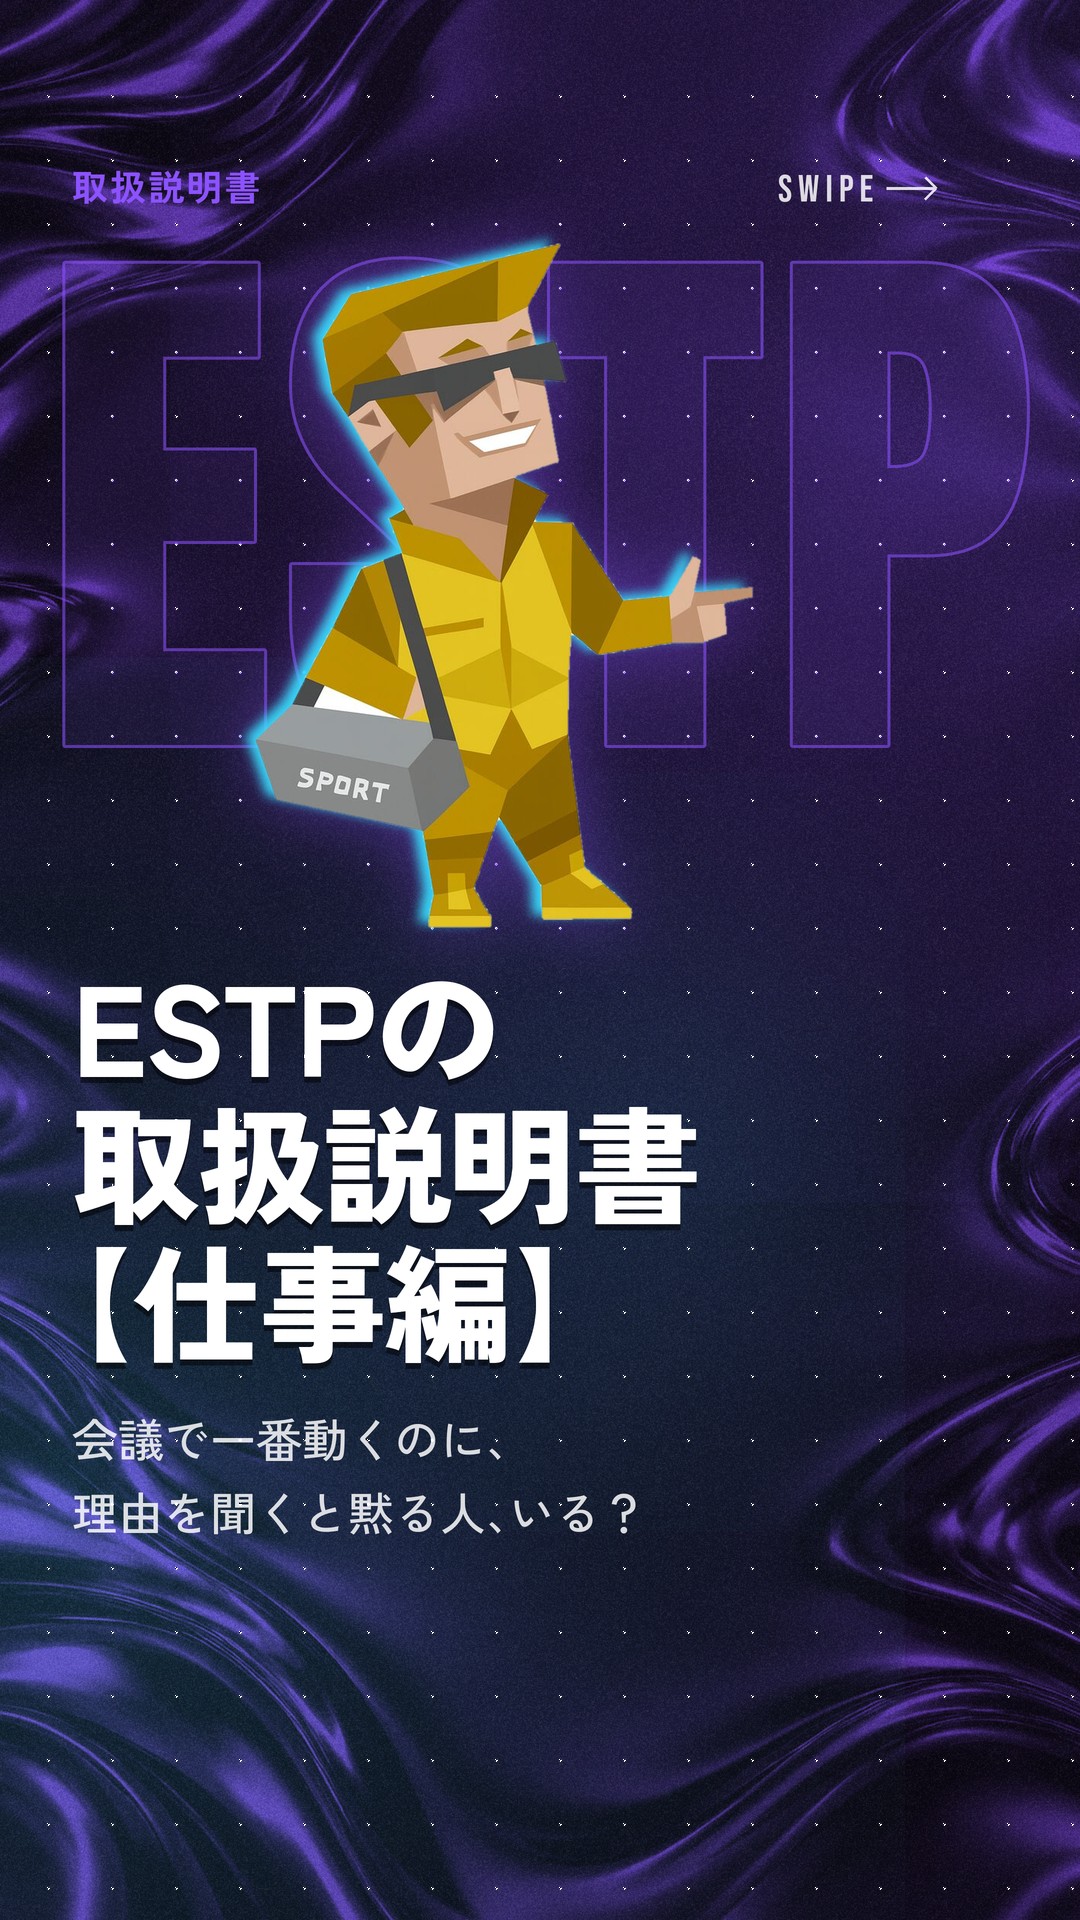 取扱説明書
SWIPE →
ESTP
SPORT
ESTPの
取扱説明書
【仕事編】
会議で一番動くのに、
理由を聞くと黙る人、いる？